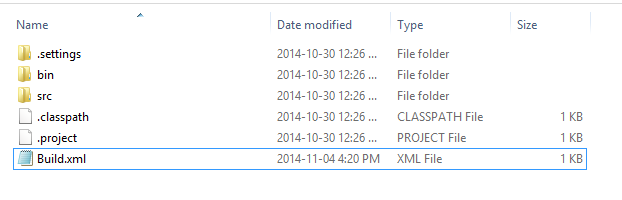 Name Date modified Type Size
.settings 2014-10-30 12:26 ... File folder
bin 2014-10-30 12:26 ... File folder
src 2014-10-30 12:26 ... File folder
.classpath 2014-10-30 12:26 ... CLASSPATH File 1 KB
.project 2014-10-30 12:26 ... PROJECT File 1 KB
Build.xml 2014-11-04 4:20 PM XML File 1 KB